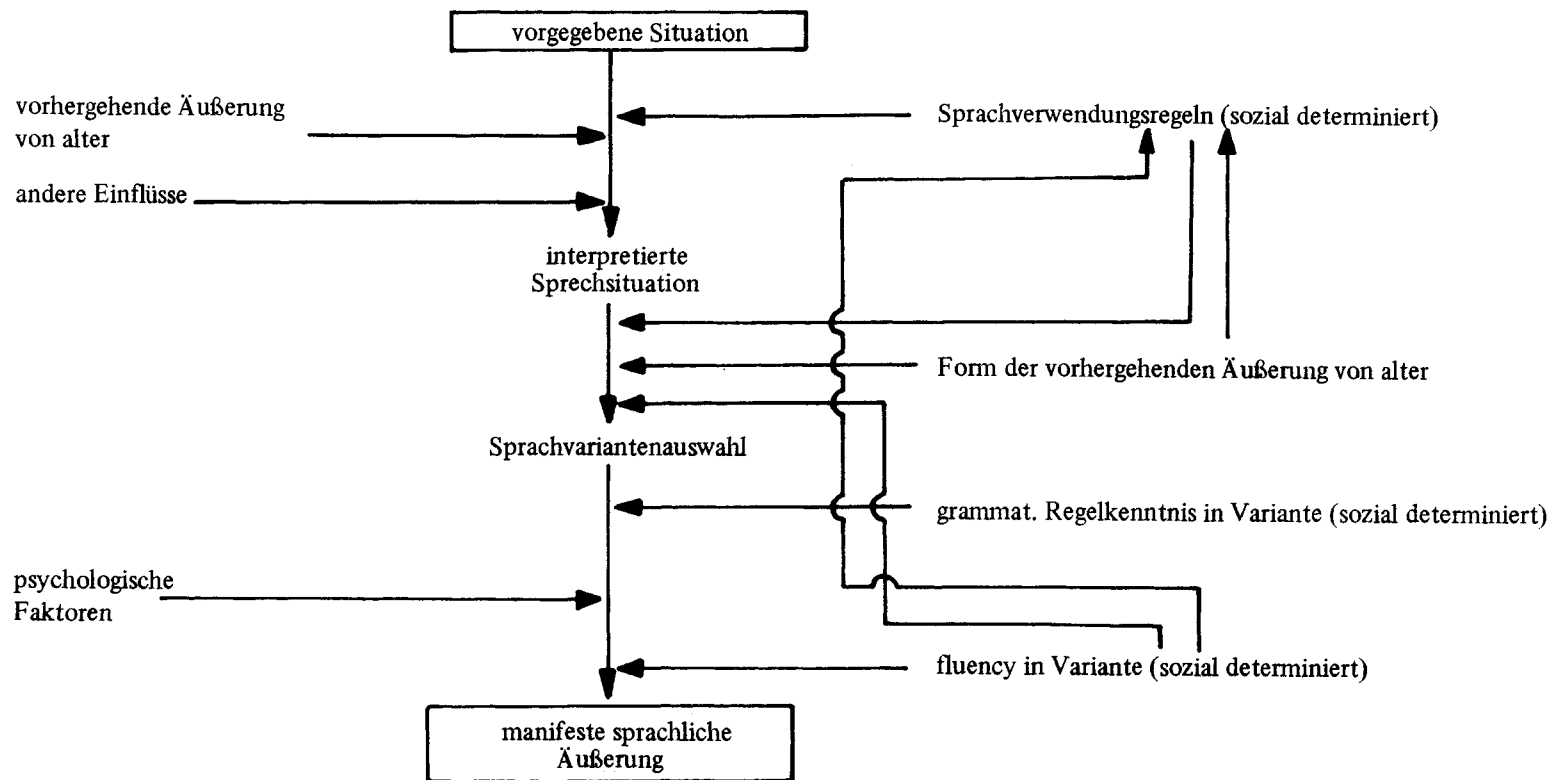 vorgegebene Situation
vorhergehende Äußerung
von alter
Sprachverwendungsregeln (sozial determiniert)
andere Einflüsse
interpretierte
Sprechsituation
Form der vorhergehenden Äußerung von alter
Sprachvariantenauswahl
grammat. Regelkenntnis in Variante (sozial determiniert)
psychologische
Faktoren
fluency in Variante (sozial determiniert)
manifeste sprachliche
Äußerung